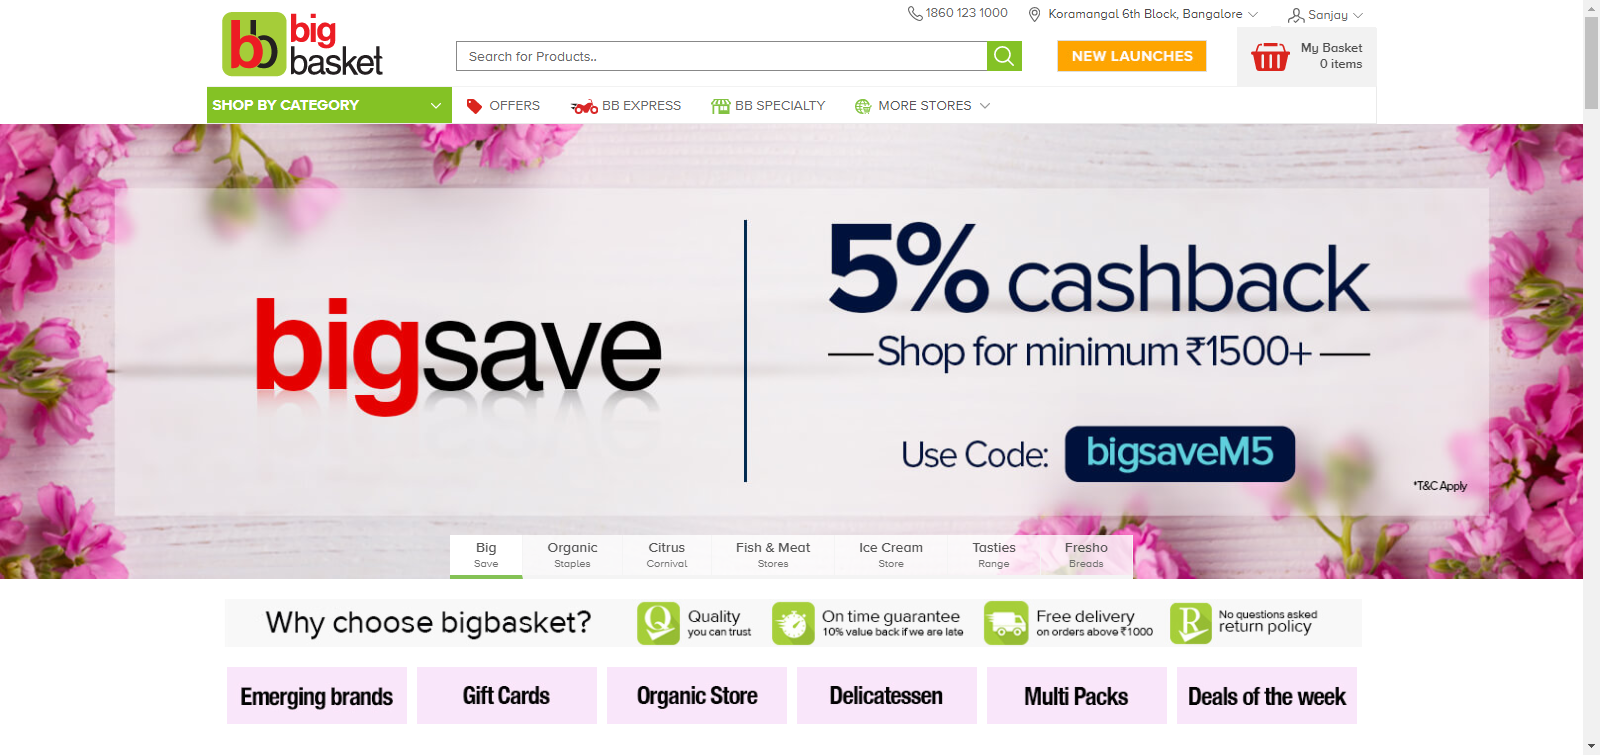 1860 123 1000
Koramangal 6th Block, Bangalore
Sanjay
bb big
basket
Search for Products..
NEW LAUNCHES
My Basket
0 items
SHOP BY CATEGORY
OFFERS
BB EXPRESS
BB SPECIALTY
MORE STORES
bigsave
5% cashback
Shop for minimum ₹1500+
Use Code: bigsaveM5
*T&C Apply
Big
Save
Organic
Staples
Citrus
Cornival
Fish & Meat
Stores
Ice Cream
Store
Tasties
Range
Fresho
Breads
Why choose bigbasket?
Q
Quality
you can trust
On time guarantee
10% value back if we are late
Free delivery
on orders above ₹1000
R
No questions asked
return policy
Emerging brands
Gift Cards
Organic Store
Delicatessen
Multi Packs
Deals of the week